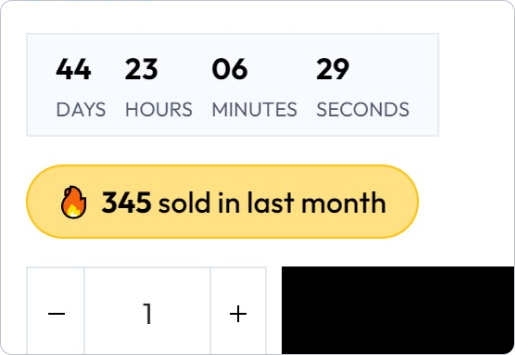 44 23 06 29
DAYS HOURS MINUTES SECONDS
🔥 345 sold in last month
− 1 +